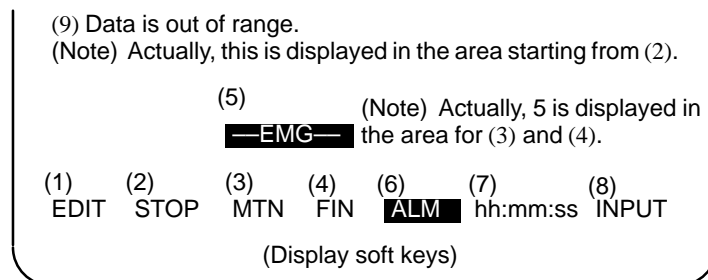 (9) Data is out of range.
(Note) Actually, this is displayed in the area starting from (2).
(5)
(Note) Actually, 5 is displayed in
—EMG— the area for (3) and (4).
(1) (2) (3) (4) (6) (7) (8)
EDIT STOP MTN FIN ALM hh:mm:ss INPUT
(Display soft keys)